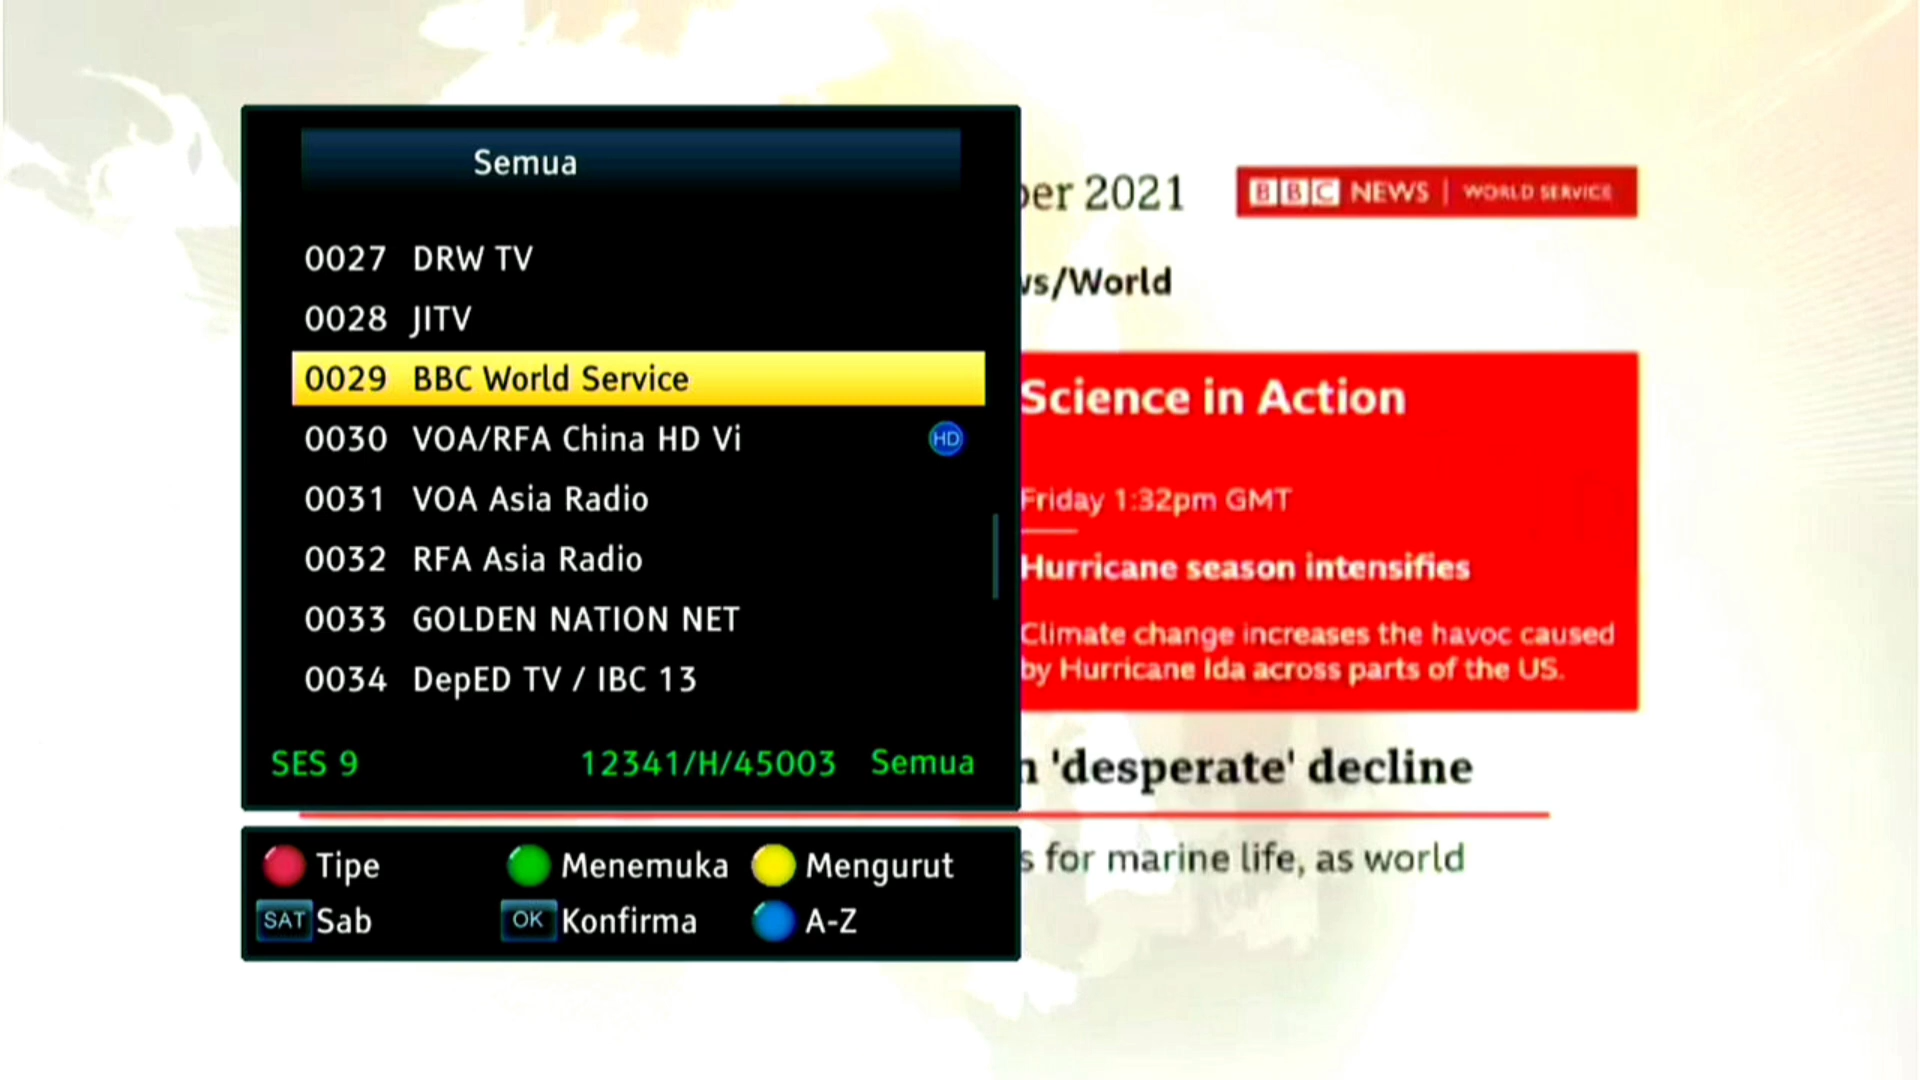 Semua
0027 DRW TV
0028 JITV
0029 BBC World Service
0030 VOA/RFA China HD Vi HD
0031 VOA Asia Radio
0032 RFA Asia Radio
0033 GOLDEN NATION NET
0034 DepED TV / IBC 13
SES 9 12341/H/45003 Semua
Tipe Menemuka Mengurut
SAT Sab OK Konfirma A-Z
2021
BBC NEWS | WORLD SERVICE
/World
Science in Action
Friday 1:32pm GMT
Hurricane season intensifies
Climate change increases the havoc caused
by Hurricane Ida across parts of the US.
'desperate' decline
for marine life, as world